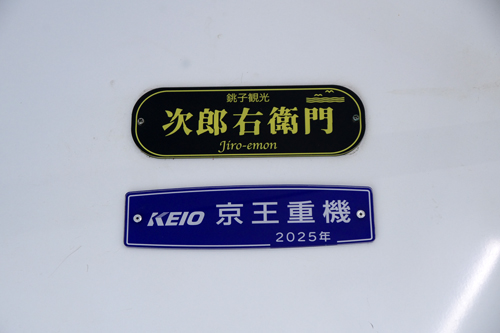 銚子観光
次郎右衛門
Jiro-emon
KEIO 京王重機
2025年